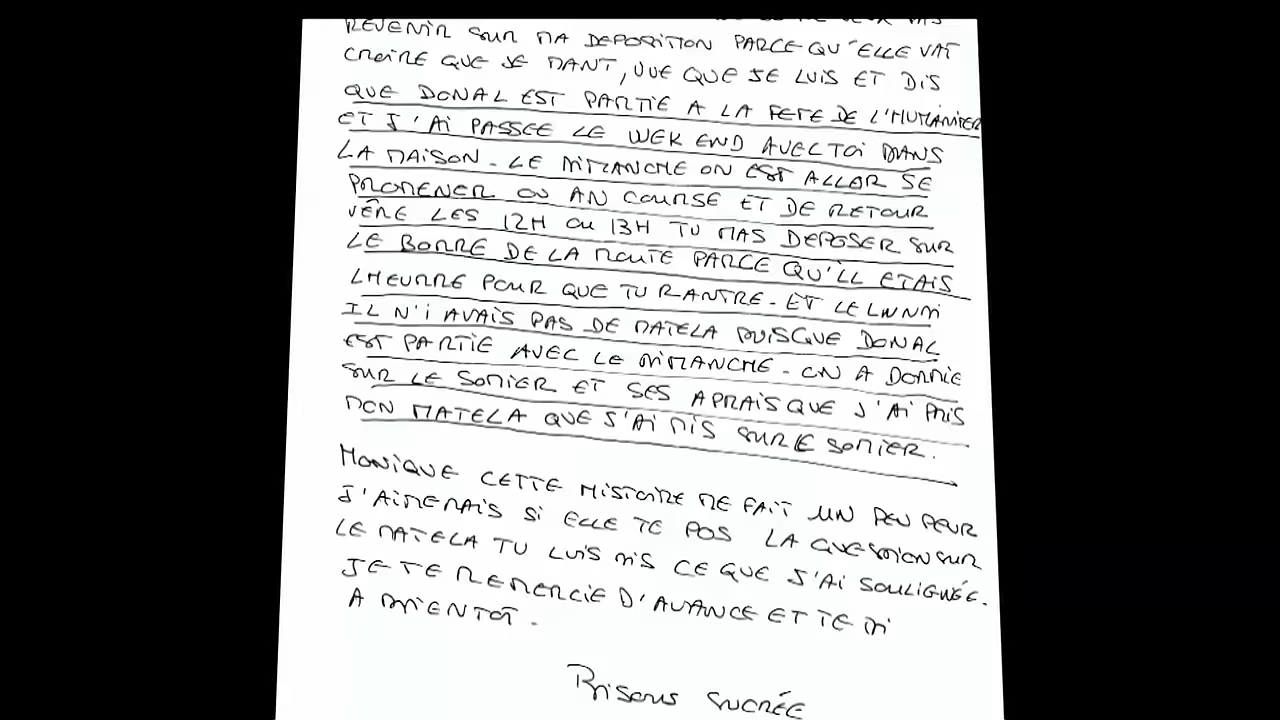 REVENIR SUR MA DEPOSITION PARCE QU'ELLE VAT
CROIRE QUE JE MANT, VUE QUE JE LUIS ET DIS
QUE DONAL EST PARTIE A LA FETE DE L'HUMANITER
ET J'AI PASSEE LE WEK END AVEC TOI DANS
LA MAISON - LE DIMANCHE ON EST ALLAR SE
PROMENER OU AN COURSE ET DE RETOUR
VÊRE LES 12H OU 13H TU MAS DEPOSER SUR
LE BORRE DE LA ROUTE PARCE QU'IL ETAIS
LHEURRE POUR QUE TU RANTRE - ET LE LUNDI
IL N'I AVAIS PAS DE MATELA PUISQUE DONAL
EST PARTIE AVEC LE DIMANCHE - ON A DORMIE
SUR LE SOMIER ET SES APRAIS QUE J'AI PRIS
MON MATELA QUE J'AI MIS SUR LE SOMIER.
MONIQUE CETTE HISTOIRE ME FAIT UN PEU PEUR
J'AIMERAIS SI ELLE TE POS LA QUESTION SUR
LE MATELA TU LUIS DIS CE QUE J'AI SOULIGNÉE.
JE TE REMERCIE D'AVANCE ET TE DI
A BIENTOT.
BISOUS SUCRÉE